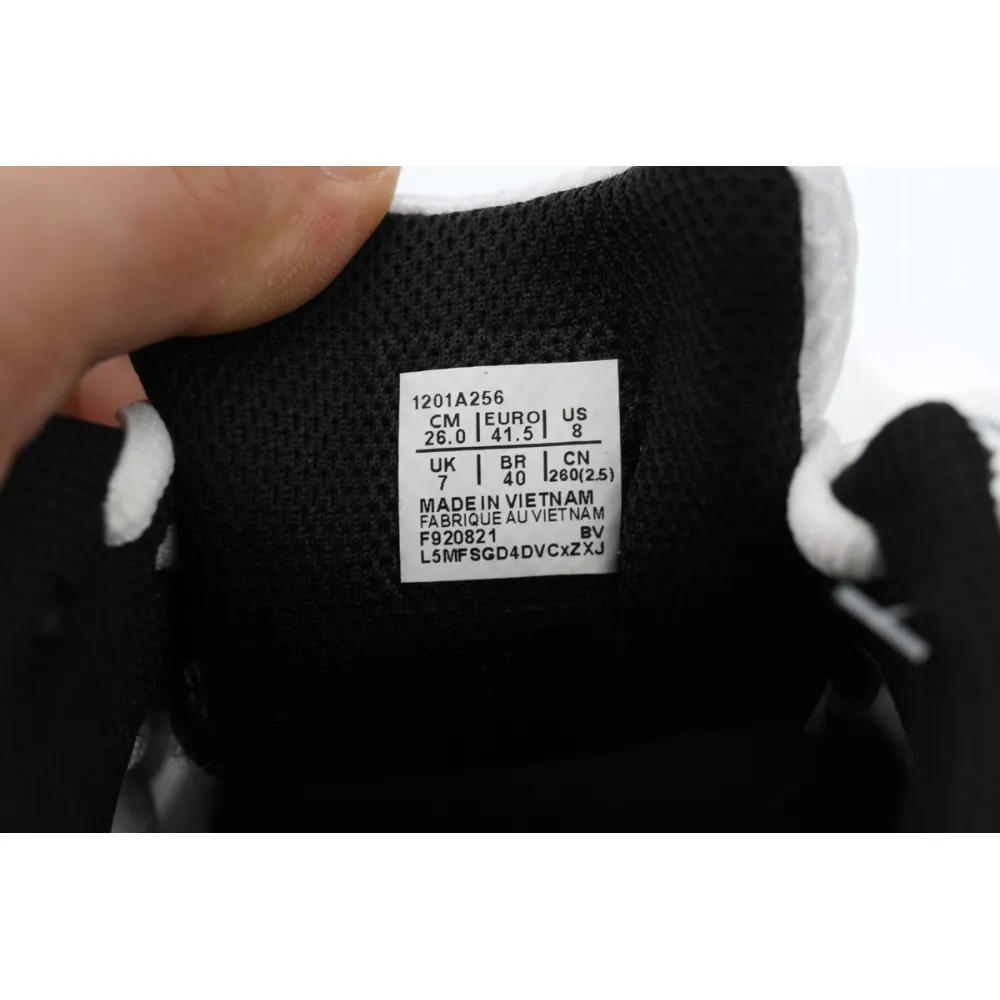 1201A256
CM | EURO | US
26.0 | 41.5 | 8
UK | BR | CN
7 | 40 | 260(2.5)
MADE IN VIETNAM
FABRIQUE AU VIETNAM
F920821 BV
L5MFSGD4DVCxZXJ